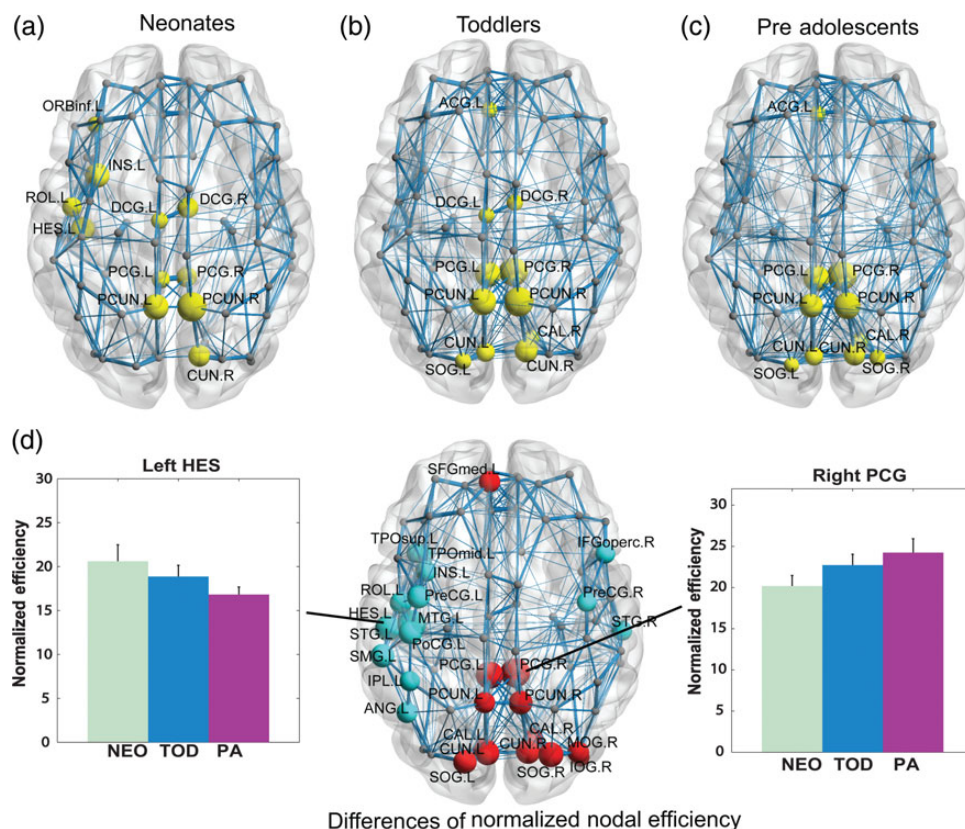 (a) Neonates
ORBinf.L
INS.L
ROL.L
DCG.L DCG.R
HES.L
PCG.L PCG.R
PCUN.L PCUN.R
CUN.R
(b) Toddlers
ACG.L
DCG.L DCG.R
PCG.L PCG.R
PCUN.L PCUN.R
CAL.R
CUN.L
SOG.L CUN.R
(c) Pre adolescents
ACG.L
PCG.L PCG.R
PCUN.L PCUN.R
CAL.R
CUN.L CUN.R
SOG.L SOG.R
(d)
Left HES
Normalized efficiency
30
25
20
15
10
5
0
NEO TOD PA
SFGmed.L
TPOsup.L IFGoperc.R
TPOmid.L
INS.L
ROL.L PreCG.L PreCG.R
HES.L MTG.L STG.R
STG.L PoCG.L
SMG.L PCG.L PCG.R
IPL.L
PCUN.L PCUN.R
ANG.L
CAL.L CAL.R
CUN.L CUN.R MOG.R
SOG.L SOG.R IOG.R
Differences of normalized nodal efficiency
Right PCG
Normalized efficiency
30
25
20
15
10
5
0
NEO TOD PA